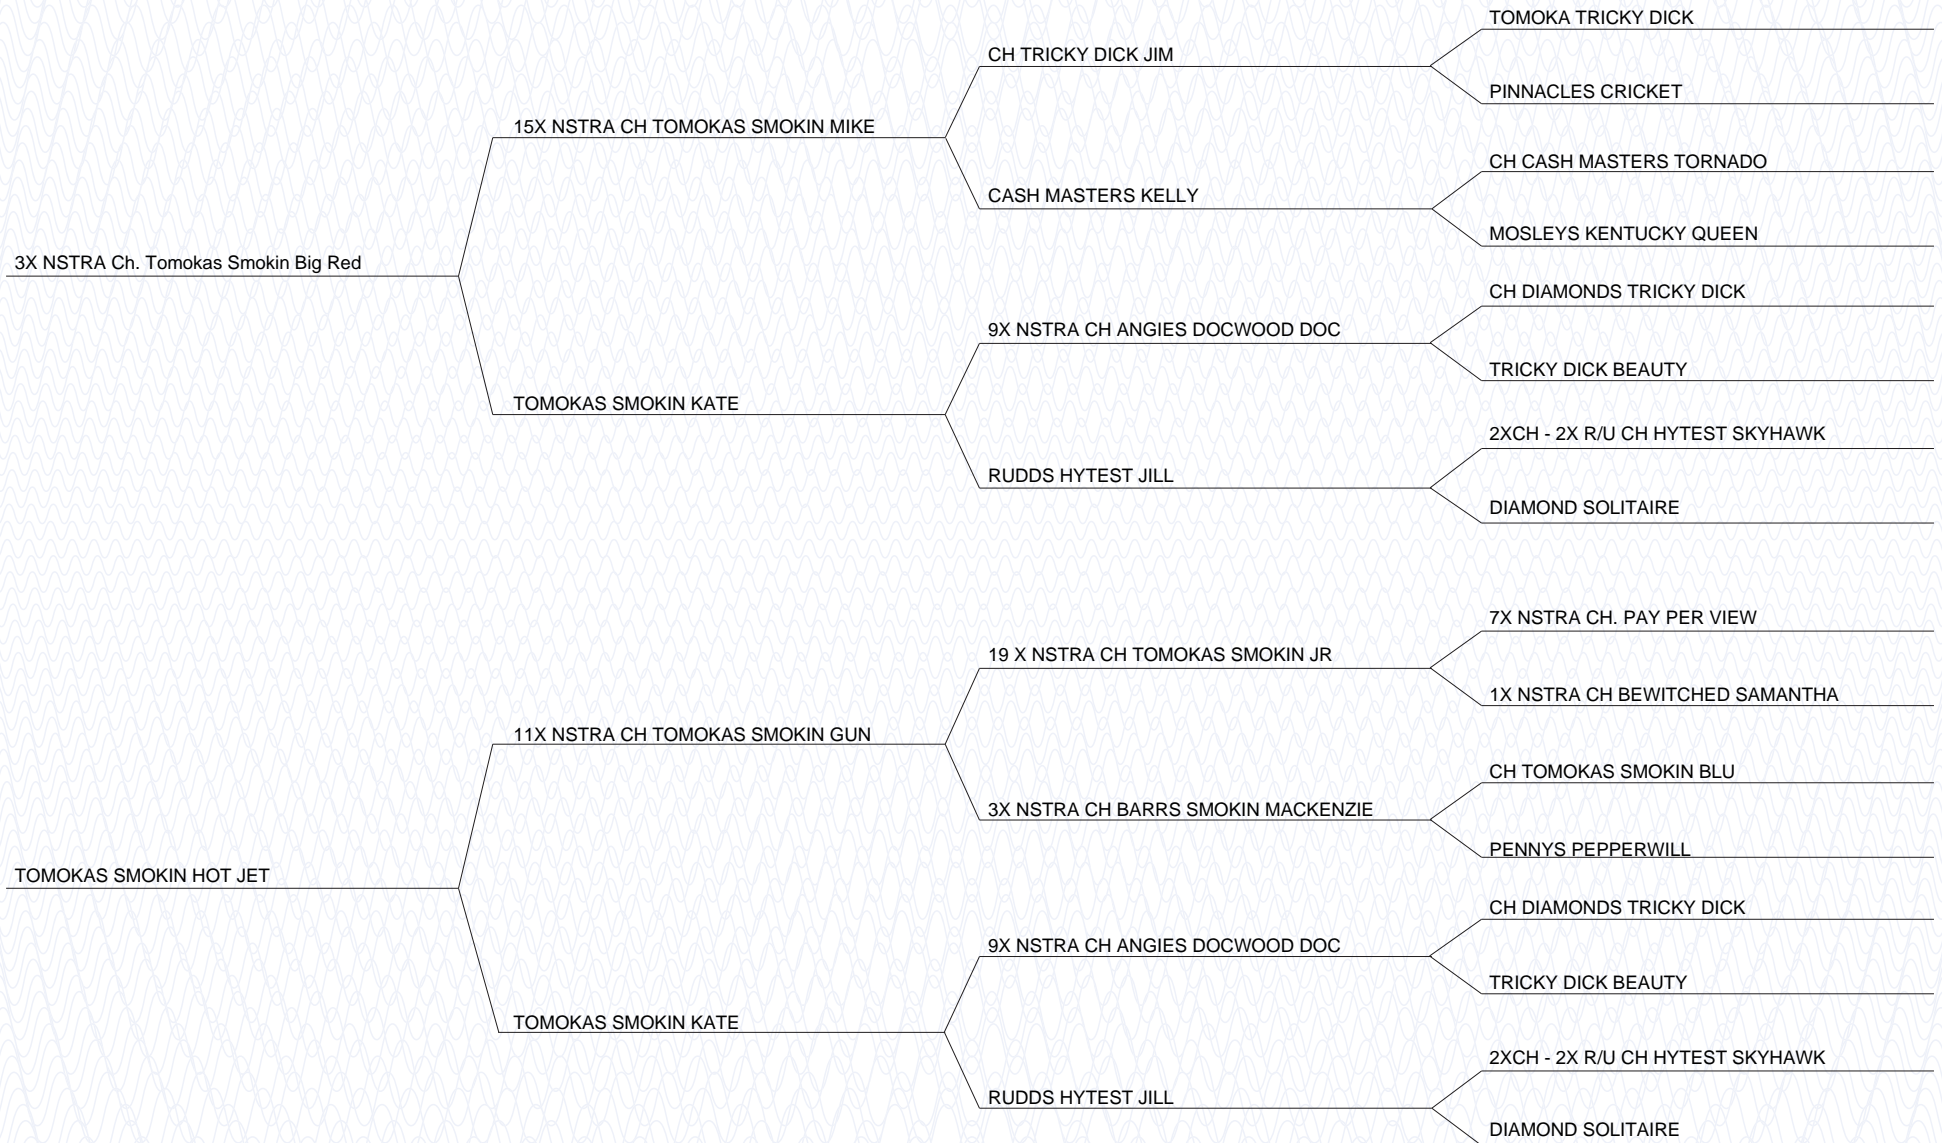 TOMOKA TRICKY DICK
CH TRICKY DICK JIM
PINNACLES CRICKET
15X NSTRA CH TOMOKAS SMOKIN MIKE
CH CASH MASTERS TORNADO
CASH MASTERS KELLY
MOSLEYS KENTUCKY QUEEN
3X NSTRA Ch. Tomokas Smokin Big Red
CH DIAMONDS TRICKY DICK
9X NSTRA CH ANGIES DOCWOOD DOC
TRICKY DICK BEAUTY
TOMOKAS SMOKIN KATE
2XCH - 2X R/U CH HYTEST SKYHAWK
RUDDS HYTEST JILL
DIAMOND SOLITAIRE
7X NSTRA CH. PAY PER VIEW
19 X NSTRA CH TOMOKAS SMOKIN JR
1X NSTRA CH BEWITCHED SAMANTHA
11X NSTRA CH TOMOKAS SMOKIN GUN
CH TOMOKAS SMOKIN BLU
3X NSTRA CH BARRS SMOKIN MACKENZIE
PENNYS PEPPERWILL
TOMOKAS SMOKIN HOT JET
CH DIAMONDS TRICKY DICK
9X NSTRA CH ANGIES DOCWOOD DOC
TRICKY DICK BEAUTY
TOMOKAS SMOKIN KATE
2XCH - 2X R/U CH HYTEST SKYHAWK
RUDDS HYTEST JILL
DIAMOND SOLITAIRE